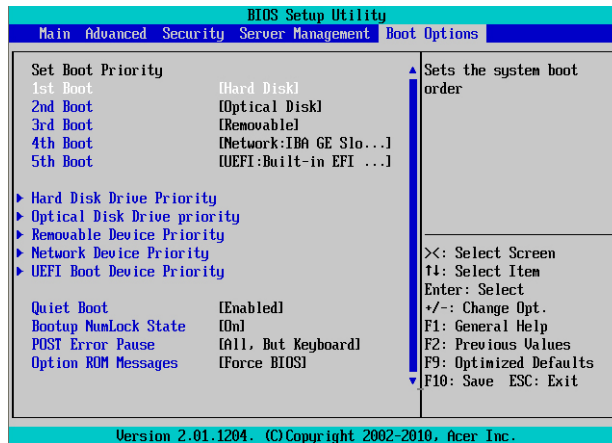 BIOS Setup Utility
Main Advanced Security Server Management Boot Options
Set Boot Priority
1st Boot [Hard Disk]
2nd Boot [Optical Disk]
3rd Boot [Removable]
4th Boot [Network:IBA GE Slo...]
5th Boot [UEFI:Built-in EFI ...]
Hard Disk Drive Priority
Optical Disk Drive priority
Removable Device Priority
Network Device Priority
UEFI Boot Device Priority
Quiet Boot [Enabled]
Bootup NumLock State [On]
POST Error Pause [All, But Keyboard]
Option ROM Messages [Force BIOS]
Sets the system boot
order
><: Select Screen
↑↓: Select Item
Enter: Select
+/-: Change Opt.
F1: General Help
F2: Previous Values
F9: Optimized Defaults
F10: Save ESC: Exit
Version 2.01.1204. (C)Copyright 2002-2010, Acer Inc.